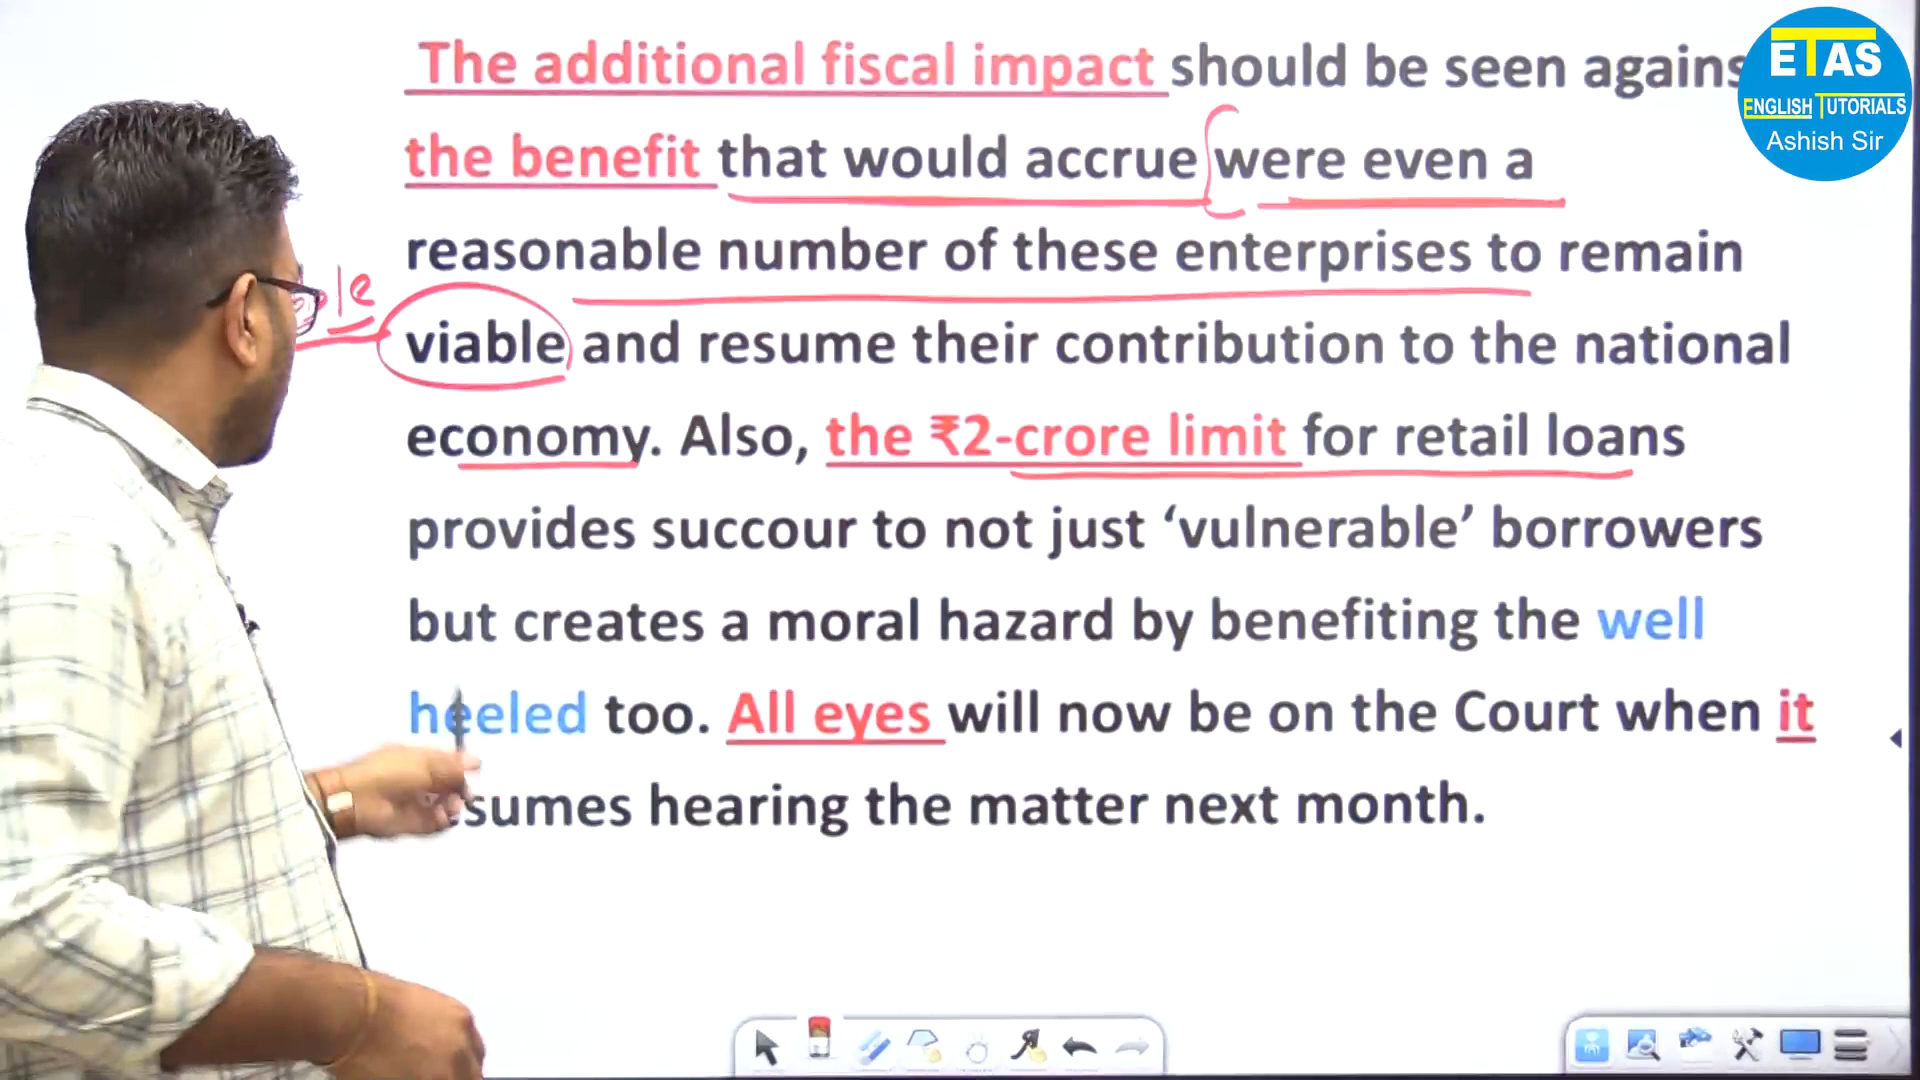 The additional fiscal impact should be seen agains
the benefit that would accrue were even a
reasonable number of these enterprises to remain
viable and resume their contribution to the national
economy. Also, the ₹2-crore limit for retail loans
provides succour to not just ‘vulnerable’ borrowers
but creates a moral hazard by benefiting the well
heeled too. All eyes will now be on the Court when it
sumes hearing the matter next month.
ETAS
ENGLISH TUTORIALS
Ashish Sir